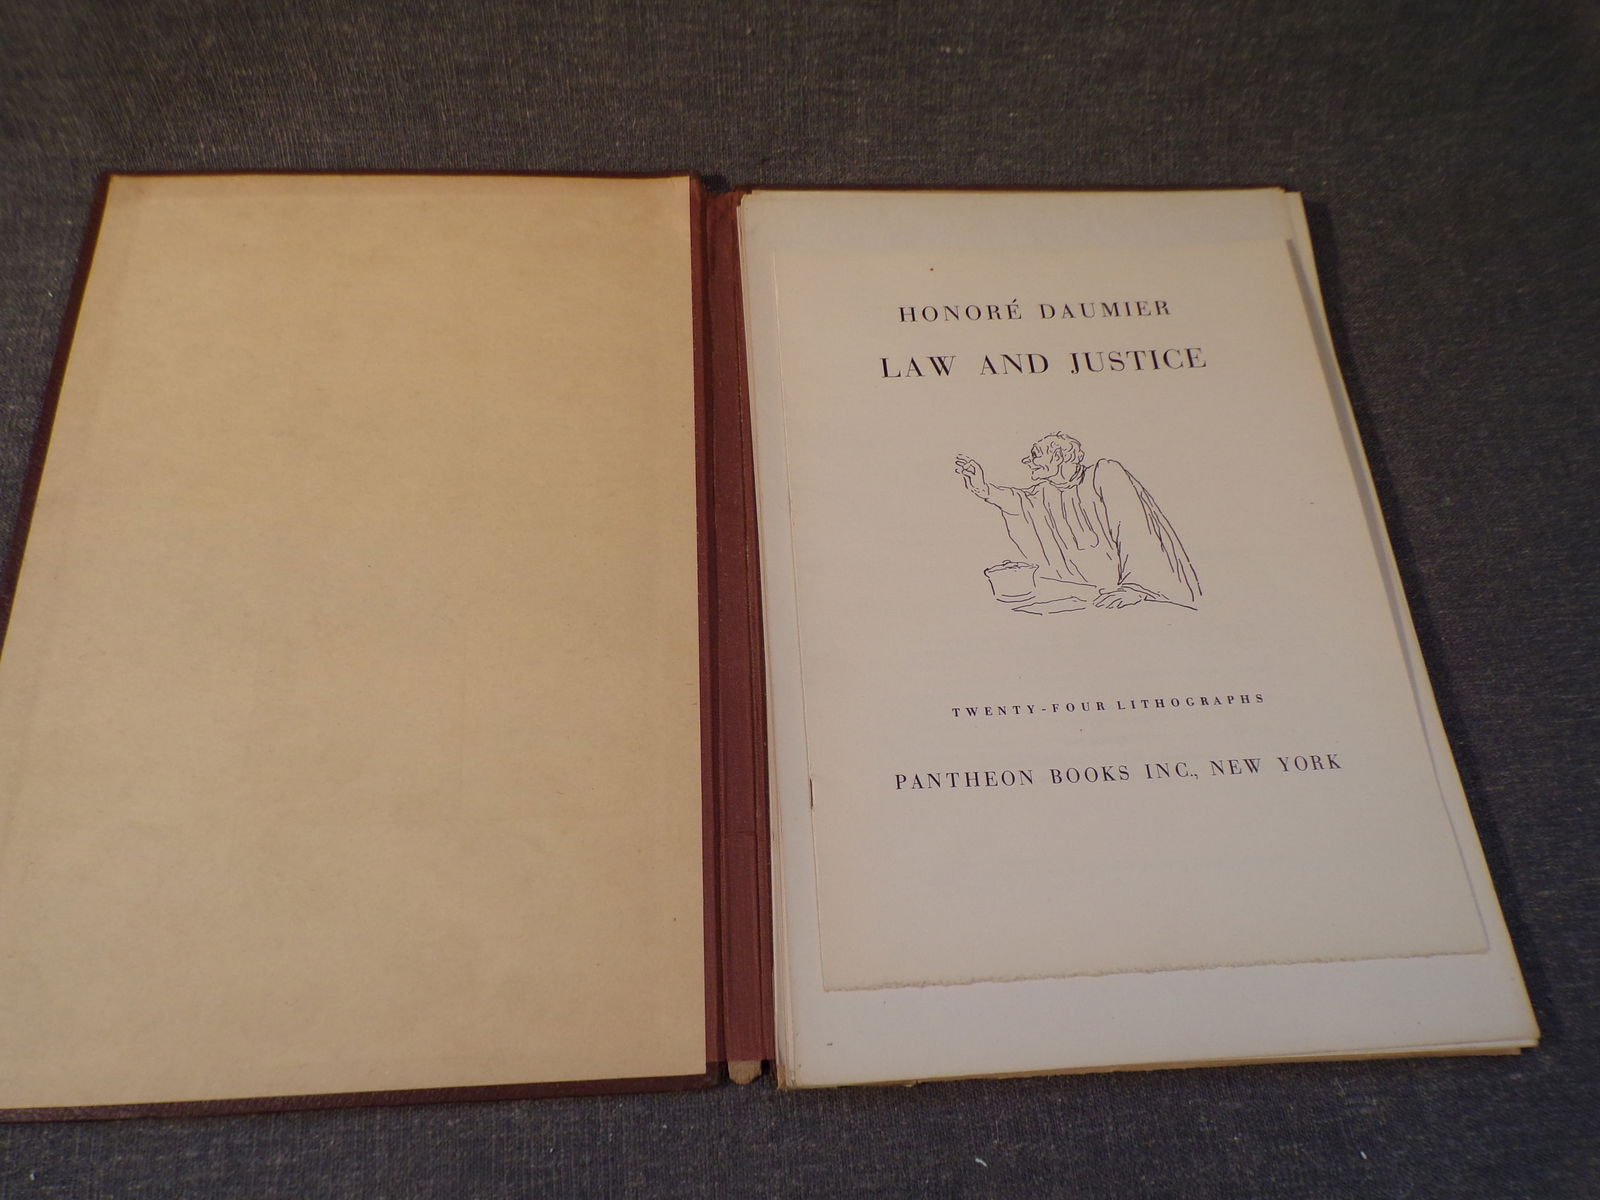 HONORÉ DAUMIER
LAW AND JUSTICE
TWENTY-FOUR LITHOGRAPHS
PANTHEON BOOKS INC., NEW YORK